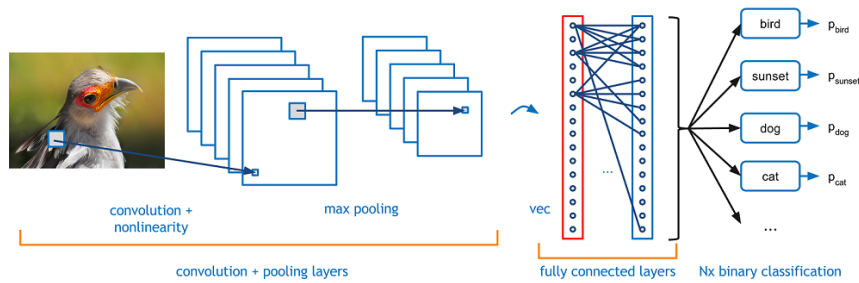 bird
p_bird
sunset
p_sunset
dog
p_dog
cat
p_cat
...
...
convolution +
nonlinearity
max pooling
vec
convolution + pooling layers
fully connected layers
Nx binary classification